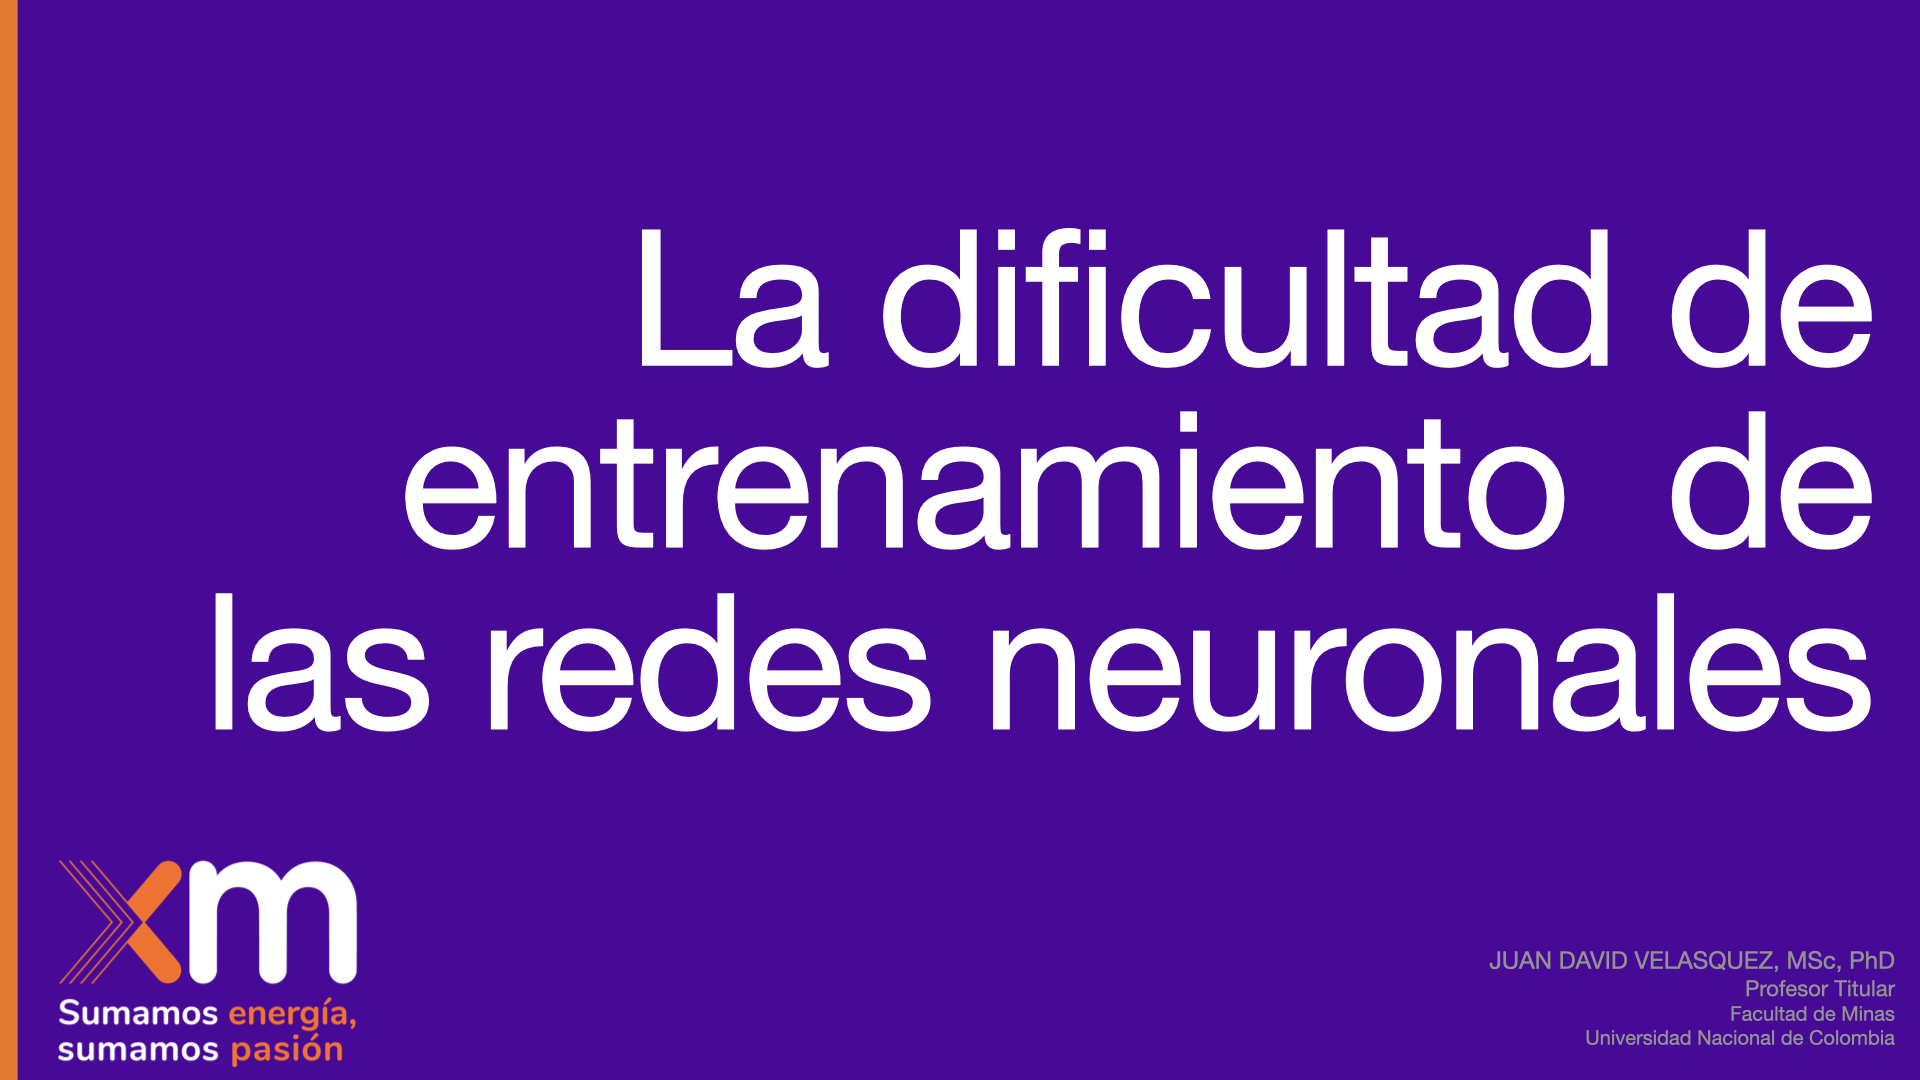 La dificultad de
entrenamiento  de
las redes neuronales
xm
Sumamos energía,
sumamos pasión
JUAN DAVID VELASQUEZ, MSc, PhD
Profesor Titular
Facultad de Minas
Universidad Nacional de Colombia